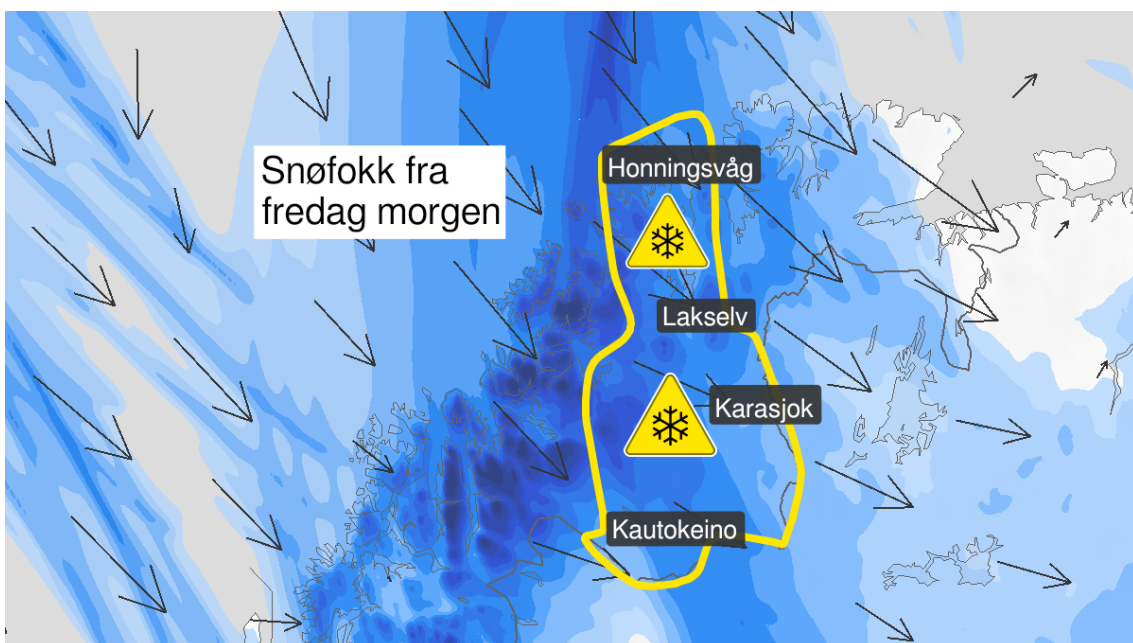 Snøfokk fra
fredag morgen
Honningsvåg
Lakselv
Karasjok
Kautokeino